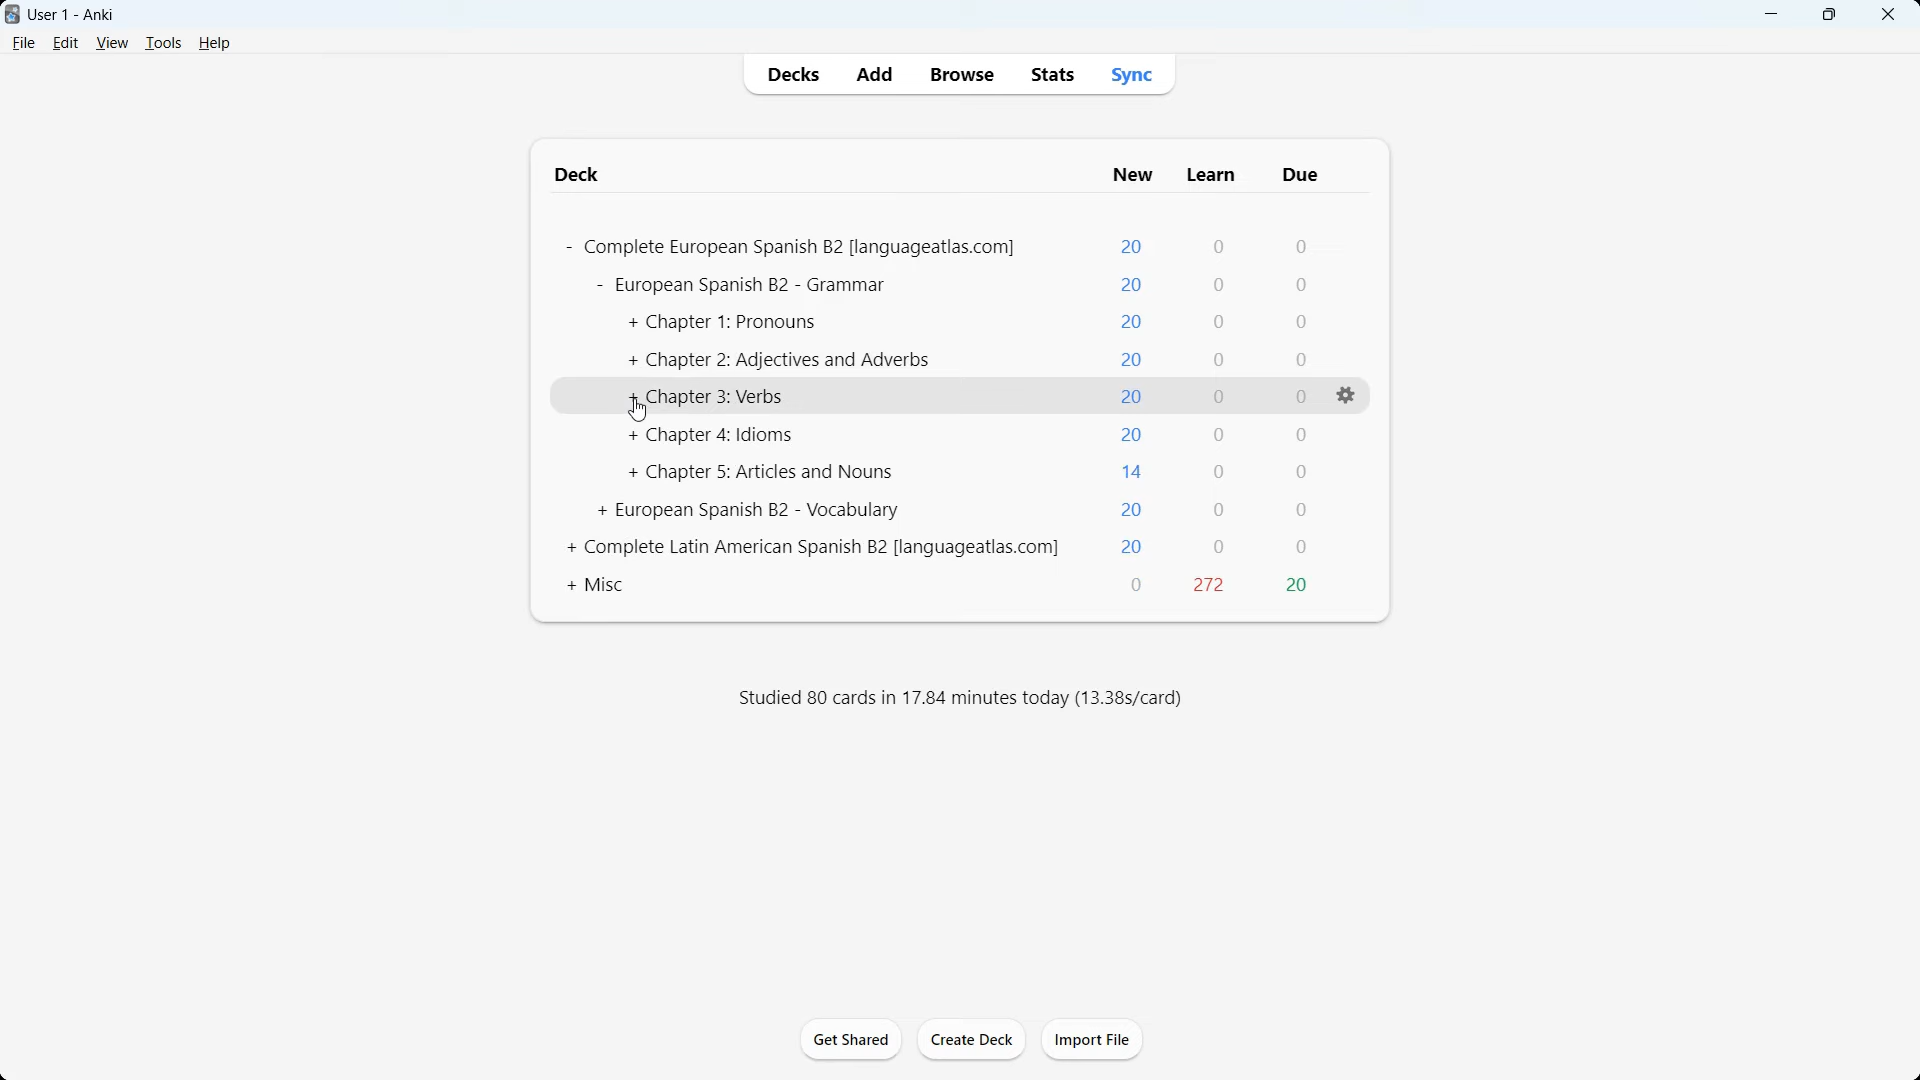 User 1 - Anki
File Edit View Tools Help
Decks Add Browse Stats Sync
Deck New Learn Due
- Complete European Spanish B2 [languageatlas.com] 20 0 0
- European Spanish B2 - Grammar 20 0 0
+ Chapter 1: Pronouns 20 0 0
+ Chapter 2: Adjectives and Adverbs 20 0 0
+ Chapter 3: Verbs 20 0 0
+ Chapter 4: Idioms 20 0 0
+ Chapter 5: Articles and Nouns 14 0 0
+ European Spanish B2 - Vocabulary 20 0 0
+ Complete Latin American Spanish B2 [languageatlas.com] 20 0 0
+ Misc 0 272 20
Studied 80 cards in 17.84 minutes today (13.38s/card)
Get Shared Create Deck Import File